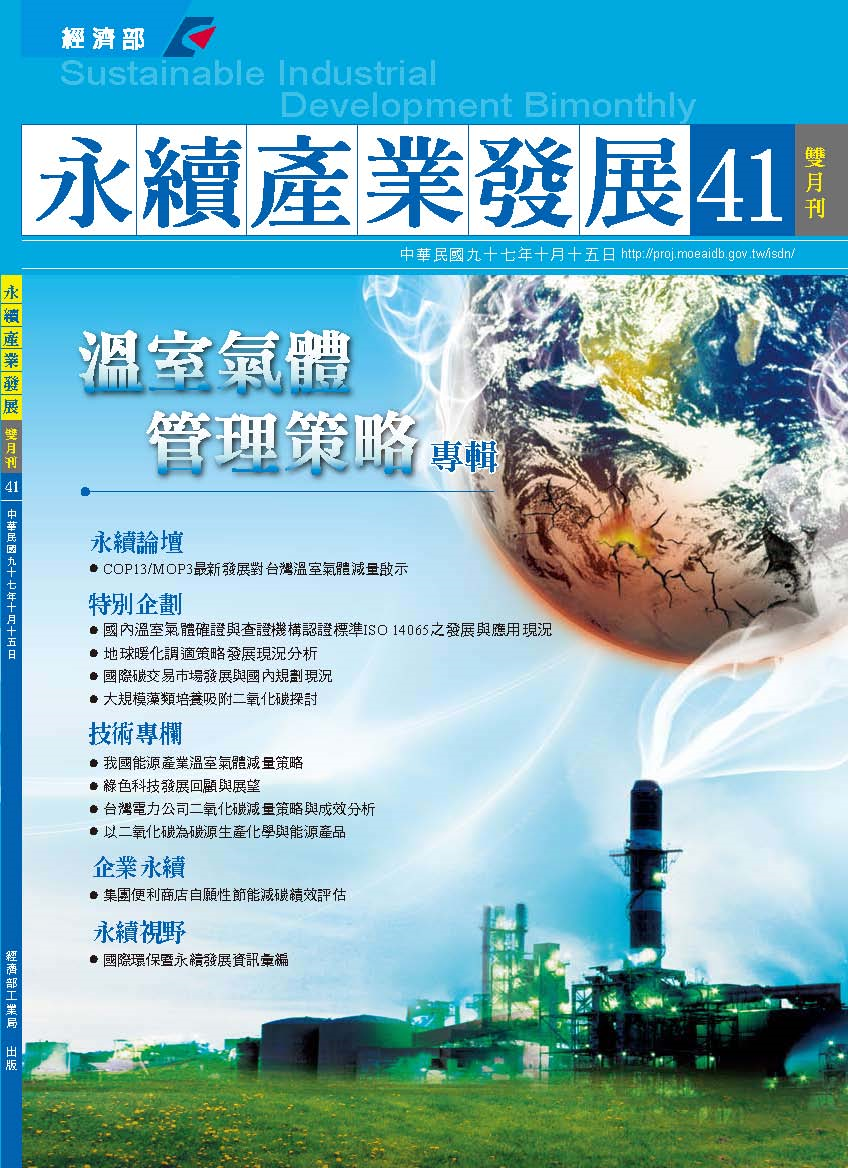 經濟部
Sustainable Industrial
Development Bimonthly
永續產業發展 41
雙月刊
中華民國九十七年十月十五日 http://proj.moeaidb.gov.tw/isdn/
溫室氣體
管理策略 專輯
永續論壇
● COP13/MOP3最新發展對台灣溫室氣體減量啟示
特別企劃
● 國內溫室氣體確證與查證機構認證標準ISO 14065之發展與應用現況
● 地球暖化調適策略發展現況分析
● 國際碳交易市場發展與國內規劃現況
● 大規模藻類培養吸附二氧化碳探討
技術專欄
● 我國能源產業溫室氣體減量策略
● 綠色科技發展回顧與展望
● 台灣電力公司二氧化碳減量策略與成效分析
● 以二氧化碳為碳源生產化學與能源產品
企業永續
● 集團便利商店自願性節能減碳績效評估
永續視野
● 國際環保暨永續發展資訊彙編
永續產業發展
雙月刊
41
中華民國九十七年十月十五日
經濟部工業局 出版